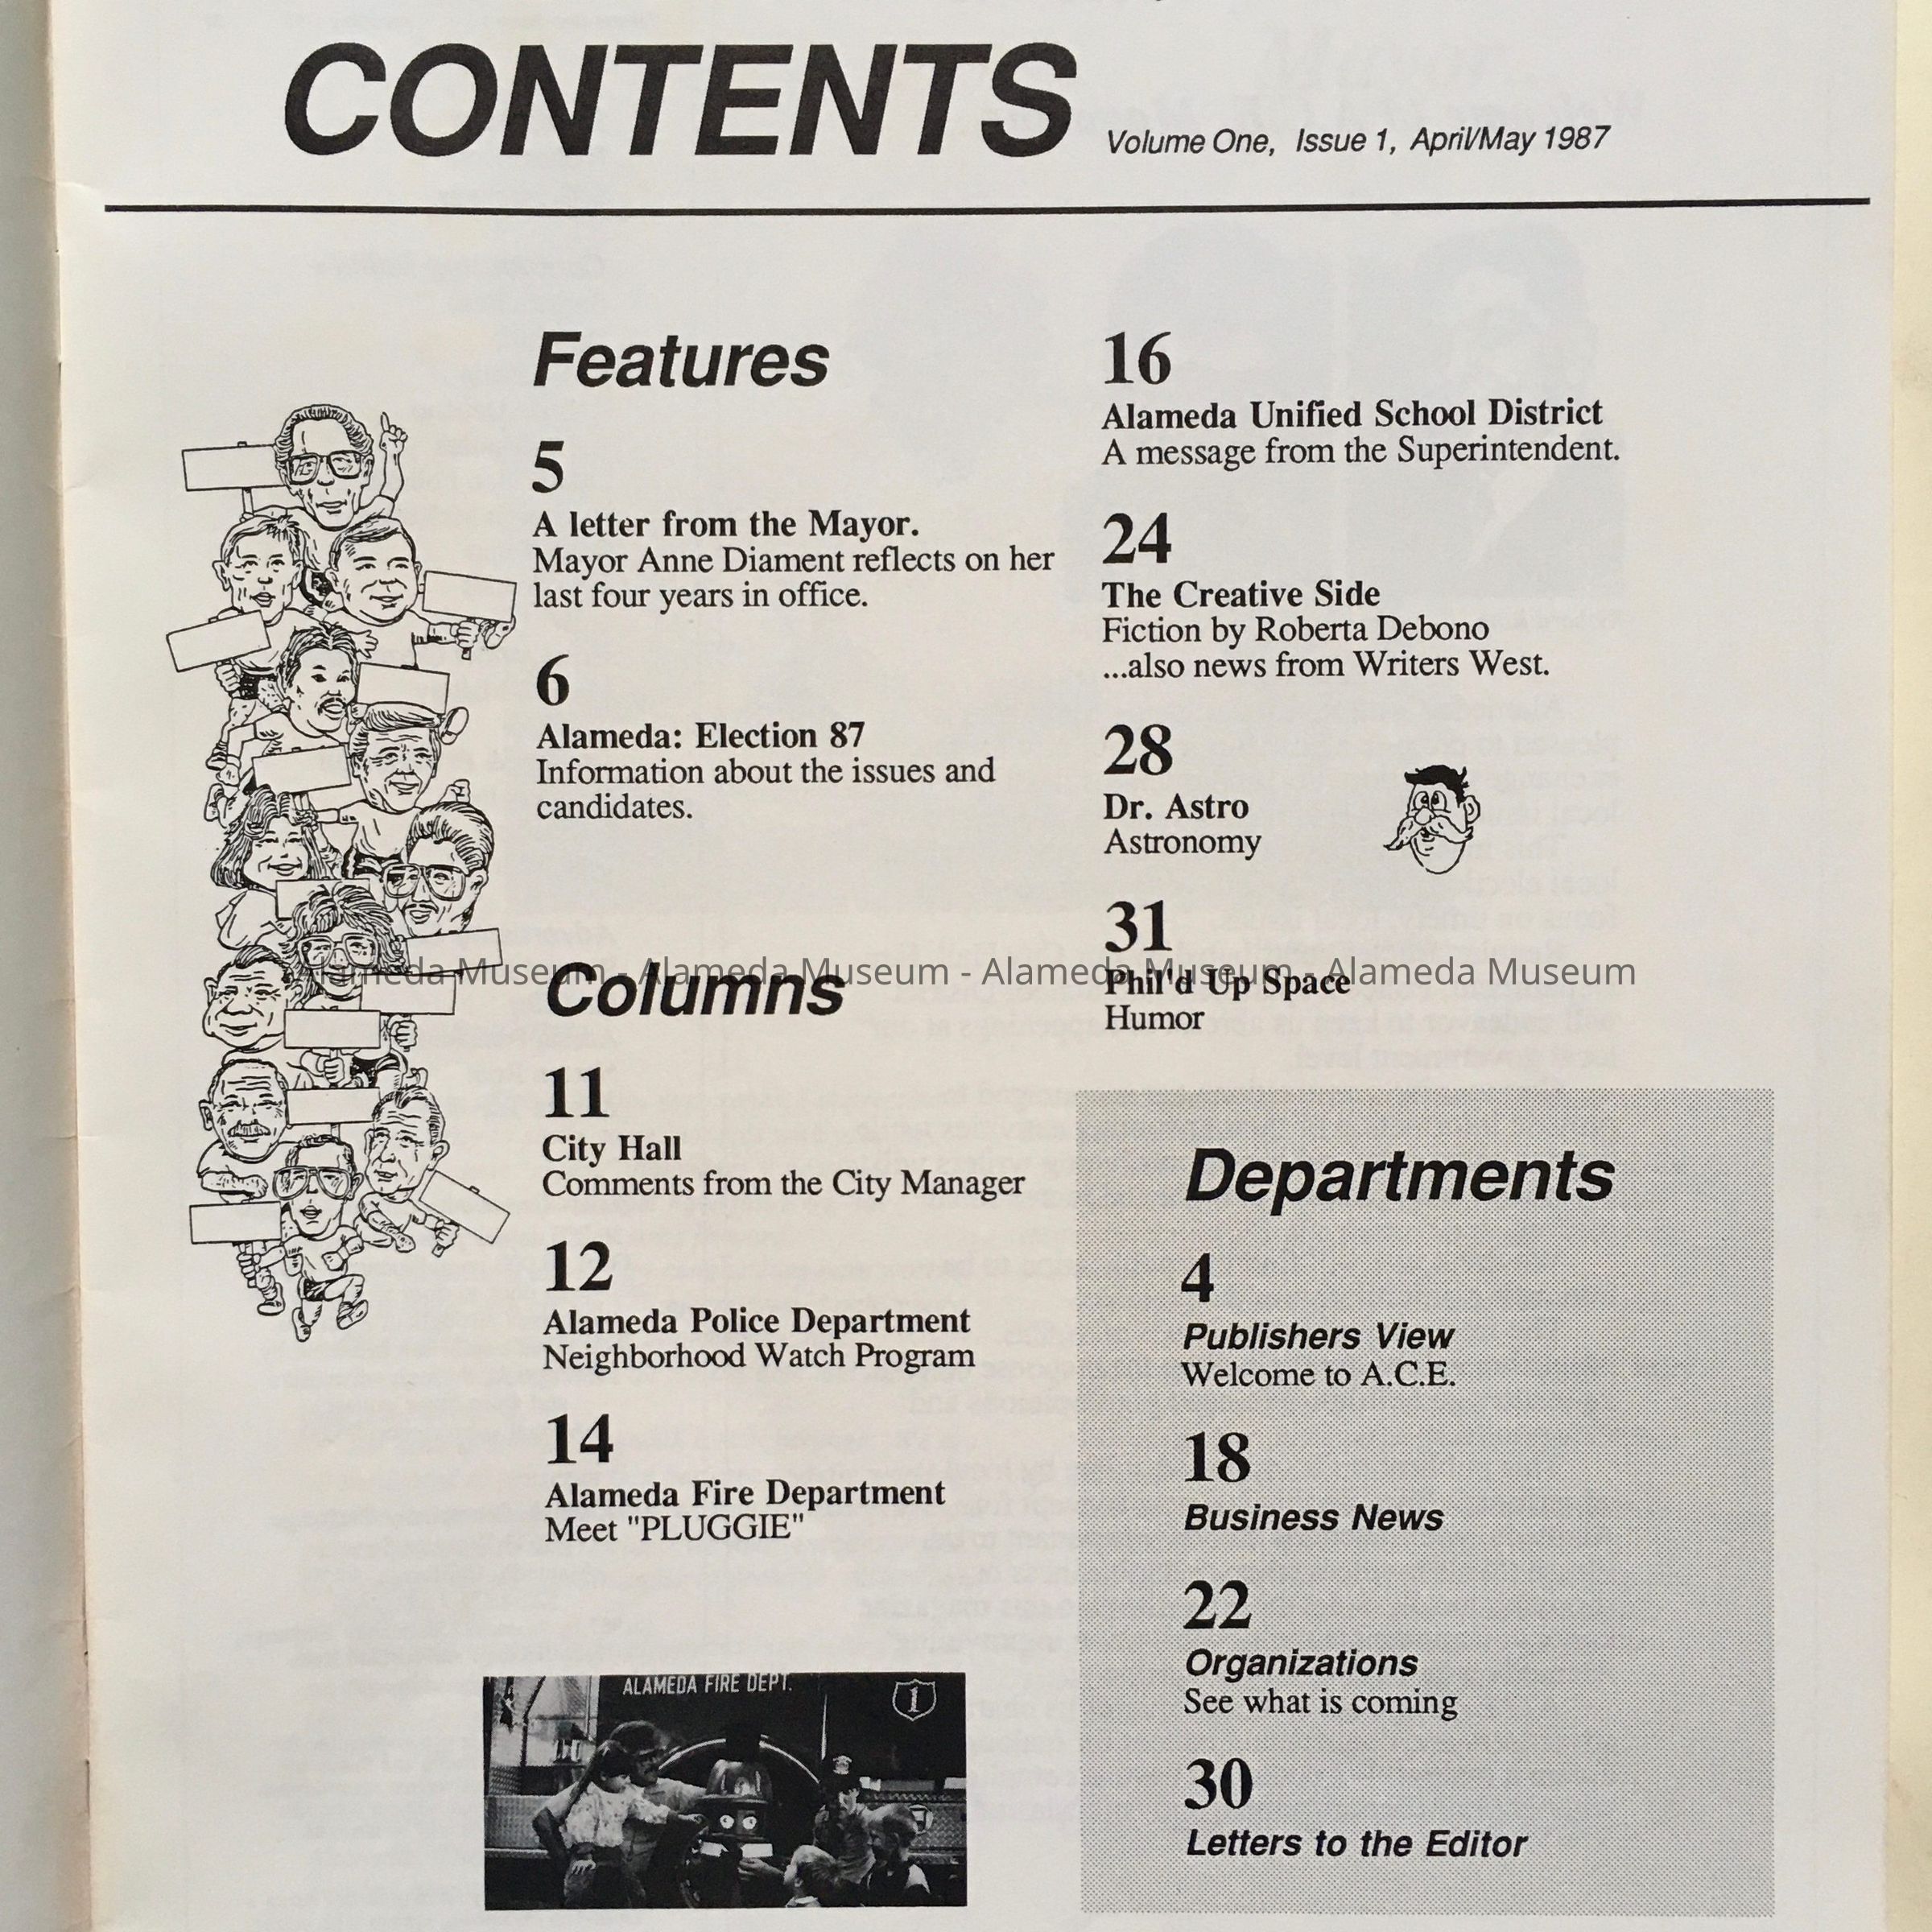 CONTENTS
Volume One, Issue 1, April/May 1987
Features
5
A letter from the Mayor.
Mayor Anne Diament reflects on her
last four years in office.
6
Alameda: Election 87
Information about the issues and
candidates.
Columns
11
City Hall
Comments from the City Manager
12
Alameda Police Department
Neighborhood Watch Program
14
Alameda Fire Department
Meet "PLUGGIE"
ALAMEDA FIRE DEPT.
1
16
Alameda Unified School District
A message from the Superintendent.
24
The Creative Side
Fiction by Roberta Debono
...also news from Writers West.
28
Dr. Astro
Astronomy
31
Phil'd Up Space
Humor
Departments
4
Publishers View
Welcome to A.C.E.
18
Business News
22
Organizations
See what is coming
30
Letters to the Editor
Alameda Museum - Alameda Museum - Alameda Museum - Alameda Museum